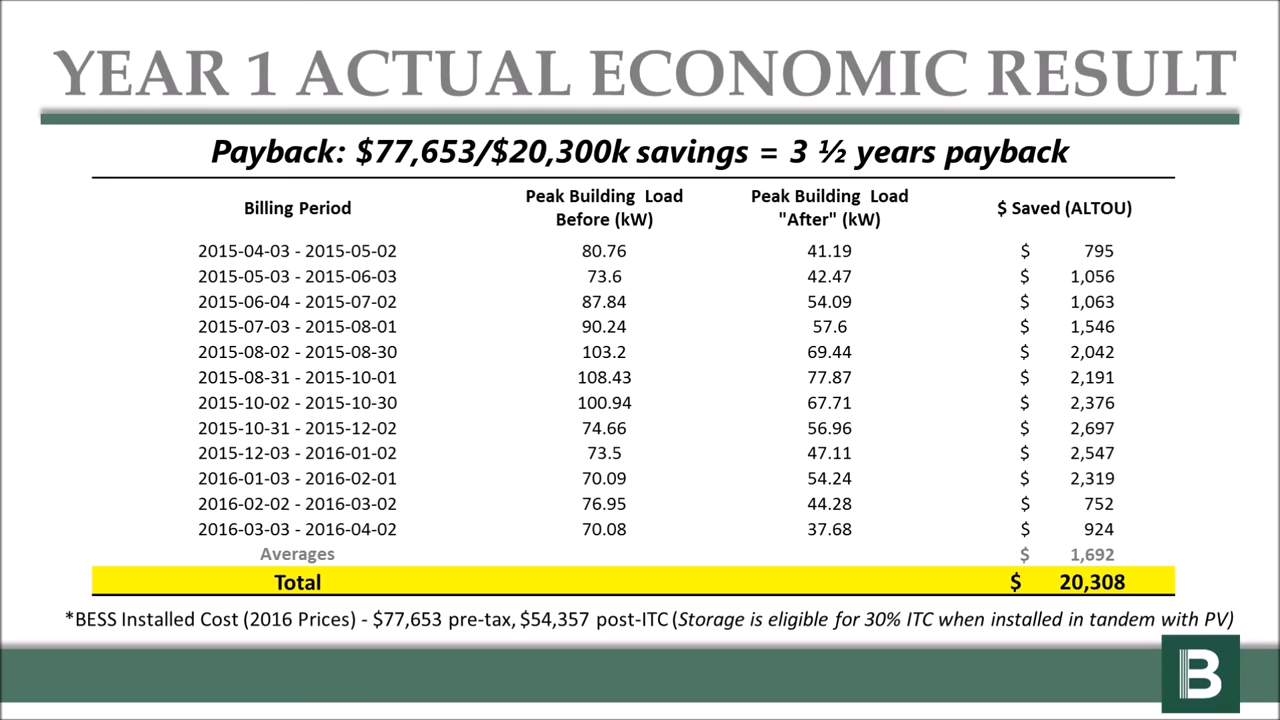 YEAR 1 ACTUAL ECONOMIC RESULT
Payback: $77,653/$20,300k savings = 3 ½ years payback
Billing Period Peak Building Load Before (kW) Peak Building Load "After" (kW) $ Saved (ALTOU)
2015-04-03 - 2015-05-02 80.76 41.19 $ 795
2015-05-03 - 2015-06-03 73.6 42.47 $ 1,056
2015-06-04 - 2015-07-02 87.84 54.09 $ 1,063
2015-07-03 - 2015-08-01 90.24 57.6 $ 1,546
2015-08-02 - 2015-08-30 103.2 69.44 $ 2,042
2015-08-31 - 2015-10-01 108.43 77.87 $ 2,191
2015-10-02 - 2015-10-30 100.94 67.71 $ 2,376
2015-10-31 - 2015-12-02 74.66 56.96 $ 2,697
2015-12-03 - 2016-01-02 73.5 47.11 $ 2,547
2016-01-03 - 2016-02-01 70.09 54.24 $ 2,319
2016-02-02 - 2016-03-02 76.95 44.28 $ 752
2016-03-03 - 2016-04-02 70.08 37.68 $ 924
Averages $ 1,692
Total $ 20,308
*BESS Installed Cost (2016 Prices) - $77,653 pre-tax, $54,357 post-ITC (Storage is eligible for 30% ITC when installed in tandem with PV)
B